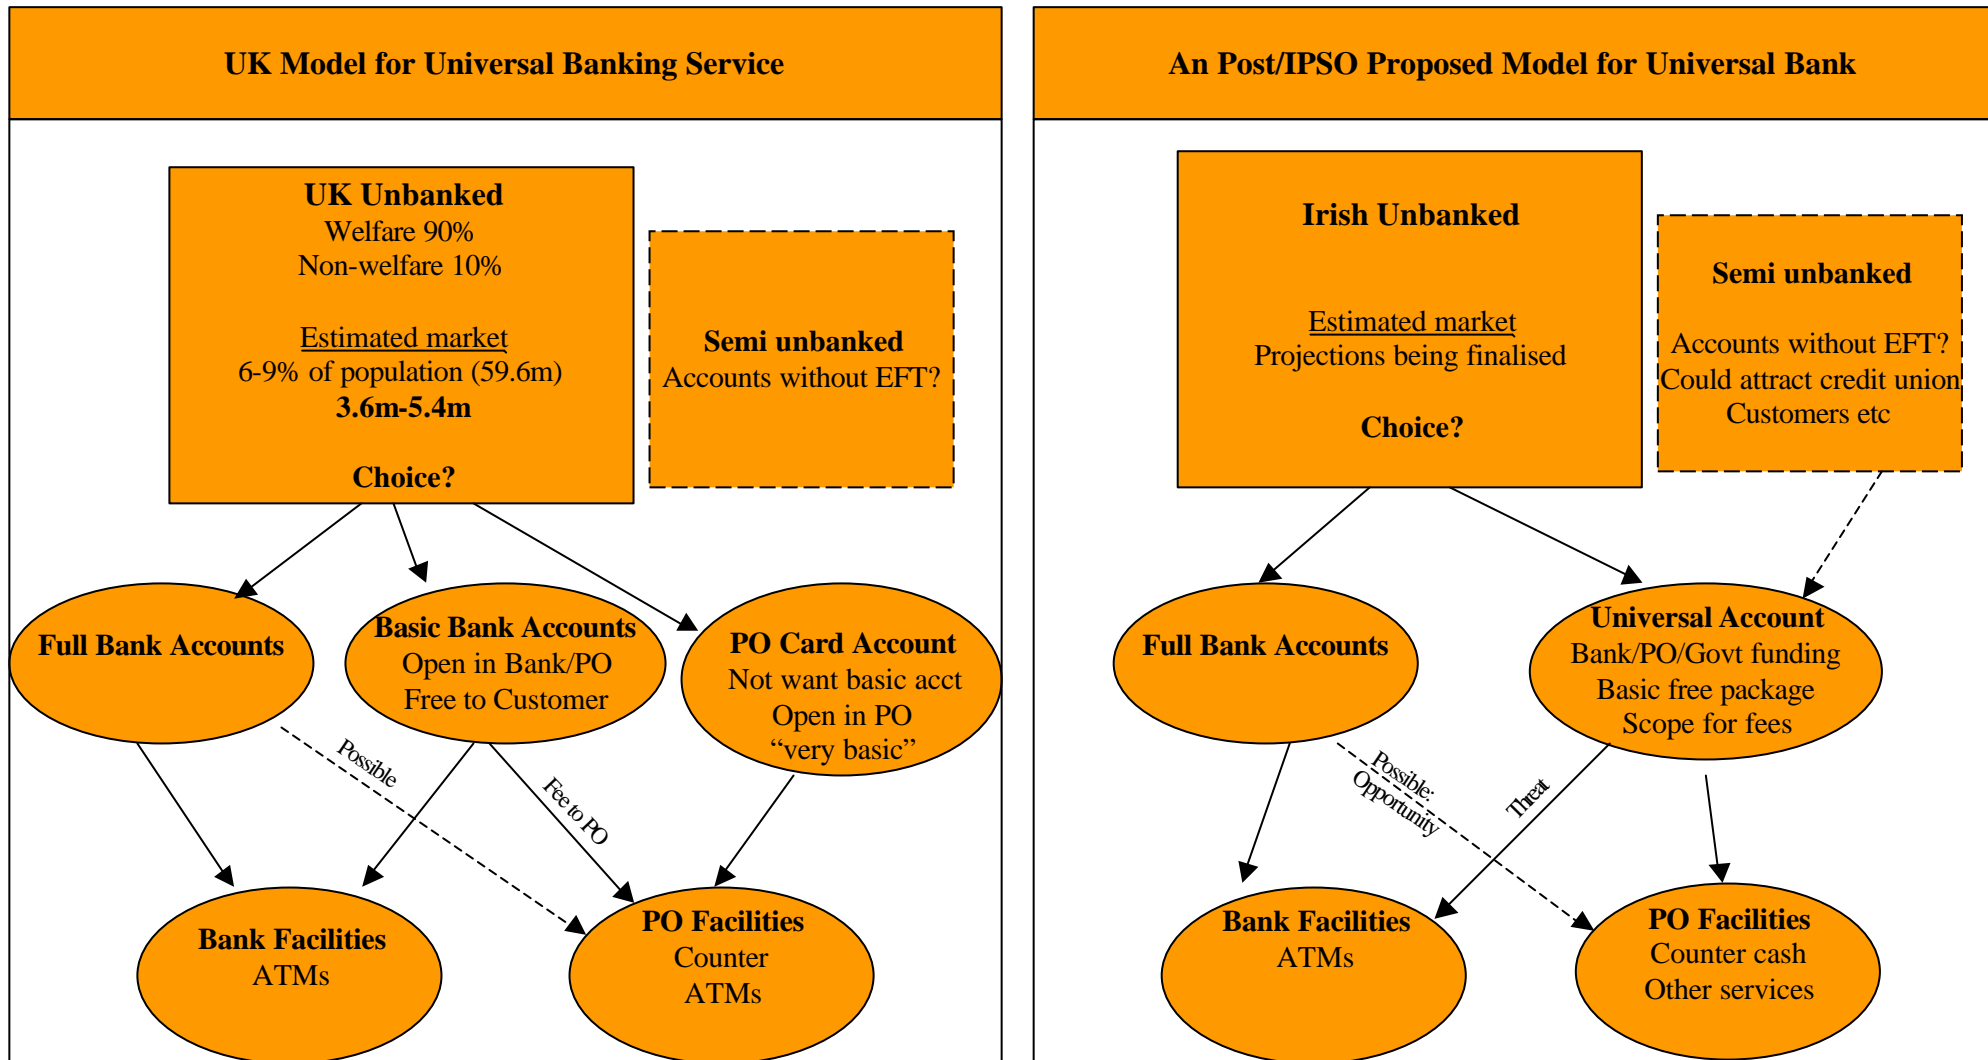 UK Model for Universal Banking Service
UK Unbanked
Welfare 90%
Non-welfare 10%
Estimated market
6-9% of population (59.6m)
3.6m-5.4m
Choice?
Semi unbanked
Accounts without EFT?
Full Bank Accounts
Basic Bank Accounts
Open in Bank/PO
Free to Customer
PO Card Account
Not want basic acct
Open in PO
“very basic”
Possible
Fee to PO
Bank Facilities
ATMs
PO Facilities
Counter
ATMs
An Post/IPSO Proposed Model for Universal Bank
Irish Unbanked
Estimated market
Projections being finalised
Choice?
Semi unbanked
Accounts without EFT?
Could attract credit union
Customers etc
Full Bank Accounts
Universal Account
Bank/PO/Govt funding
Basic free package
Scope for fees
Possible:
Opportunity
Threat
Bank Facilities
ATMs
PO Facilities
Counter cash
Other services